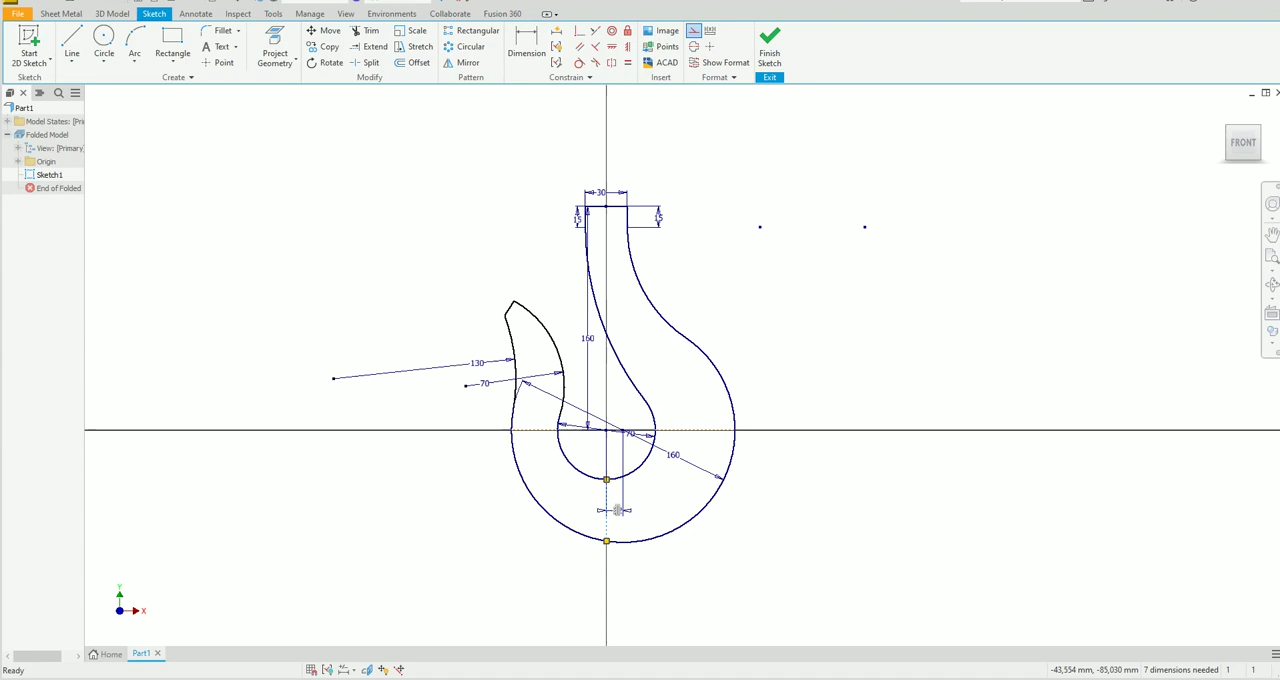 File Sheet Metal 3D Model Sketch Annotate Inspect Tools Manage View Environments Collaborate Fusion 360
Start 2D Sketch
Line
Circle
Arc
Rectangle
Fillet
Text
Point
Project Geometry
Move
Copy
Rotate
Trim
Extend
Split
Scale
Stretch
Offset
Rectangular
Circular
Mirror
Dimension
Image
Points
ACAD
Show Format
Finish Sketch
Sketch Create Modify Pattern Constrain Insert Format Exit
Part1
Model States: [Pri
Folded Model
View: [Primary]
Origin
Sketch1
End of Folded
FRONT
30
15
15
160
130
70
70
160
Y
X
Home Part1
Ready
-43,554 mm, -85,030 mm 7 dimensions needed 1 1